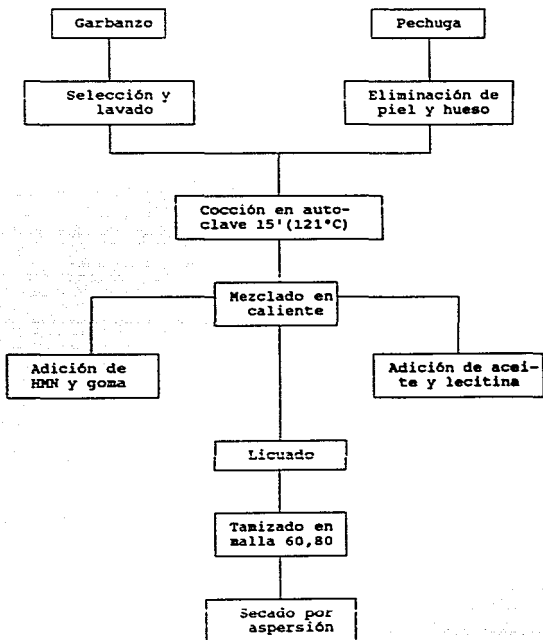 Garbanzo
Pechuga
Selección y
lavado
Eliminación de
piel y hueso
Cocción en auto-
clave 15'(121°C)
Mezclado en
caliente
Adición de
HMN y goma
Adición de acei-
te y lecitina
Licuado
Tamizado en
malla 60,80
Secado por
aspersión